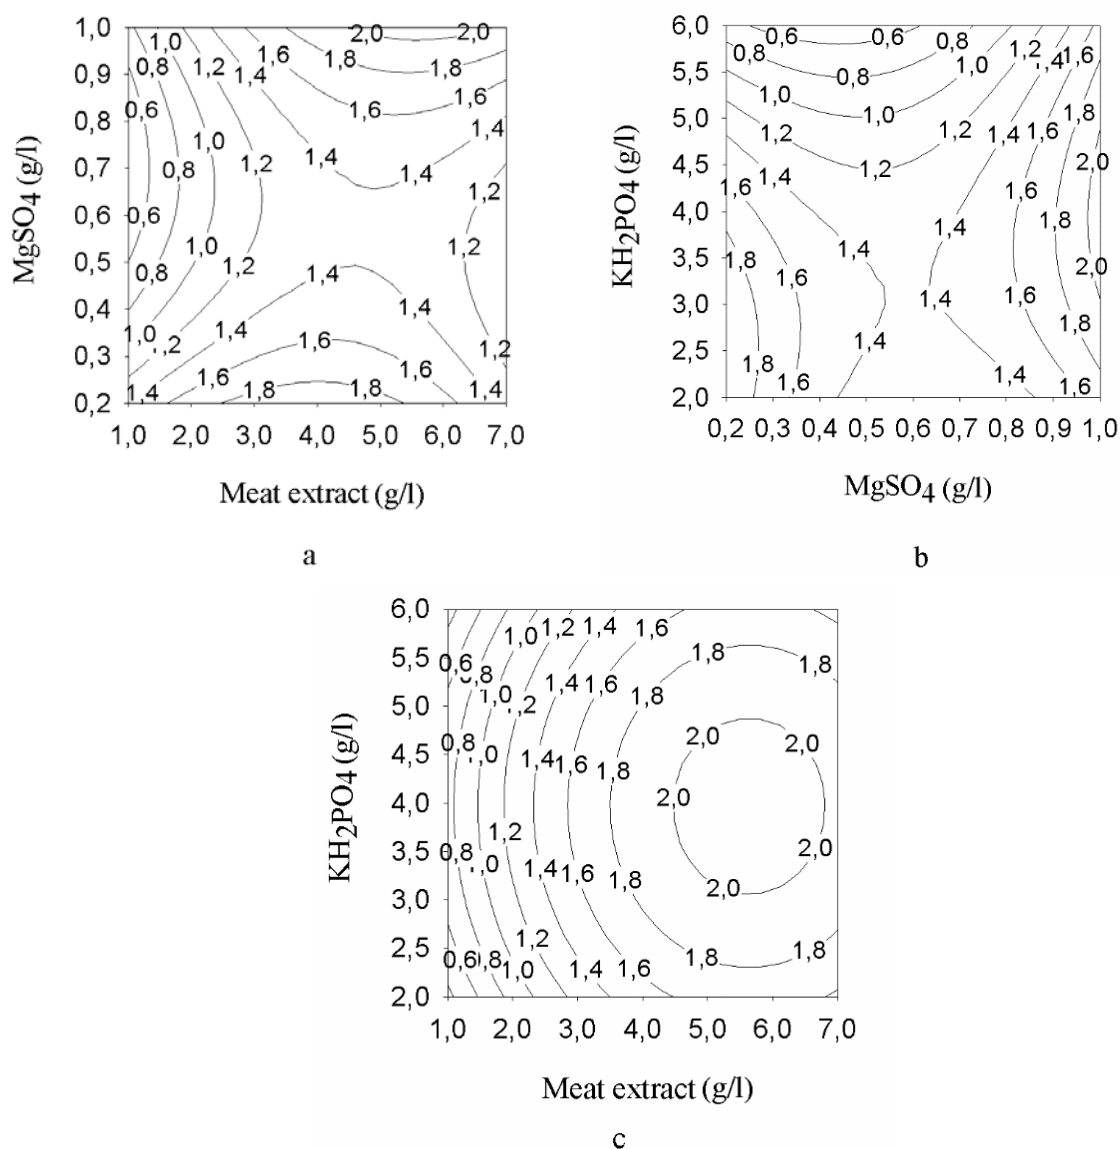 1,0
0,9
0,8
0,7
0,6
0,5
0,4
0,3
0,2
MgSO4 (g/l)
2,0 2,0
1,0 1,6 1,8 1,8
0,8 1,2 1,4
0,6 1,6 1,6
1,0 1,4 1,4
0,8 1,2 1,4
0,6 1,2
1,0 1,2
0,8 1,2 1,4
1,0 1,4 1,4
1,2 1,6 1,2
1,6 1,6
1,4 1,8 1,8 1,4
1,0 2,0 3,0 4,0 5,0 6,0 7,0
Meat extract (g/l)
a
6,0
5,5
5,0
4,5
4,0
3,5
3,0
2,5
2,0
KH2PO4 (g/l)
0,6 0,6
0,8 0,8 1,2 1,4 1,6
0,8 1,0
1,0 1,0 1,8
1,2 1,2 1,4 1,6
1,2 2,0
1,6 1,4 1,6
1,4 1,4 1,8
1,8 1,6 2,0
1,4 1,6
1,4 1,8
1,8 1,6 1,4 1,6
0,2 0,3 0,4 0,5 0,6 0,7 0,8 0,9 1,0
MgSO4 (g/l)
b
6,0
5,5
5,0
4,5
4,0
3,5
3,0
2,5
2,0
KH2PO4 (g/l)
1,0 1,2 1,4 1,6
0,6 0,8 1,8 1,8
1,0 1,2 1,4 1,6 1,8
0,8 1,0 1,4 1,6 1,8 2,0 2,0
2,0
1,2
0,8 1,0 1,4 1,6 1,8 2,0 2,0
1,2
0,6 0,8 1,0 1,4 1,6 1,8 1,8
1,0 2,0 3,0 4,0 5,0 6,0 7,0
Meat extract (g/l)
c